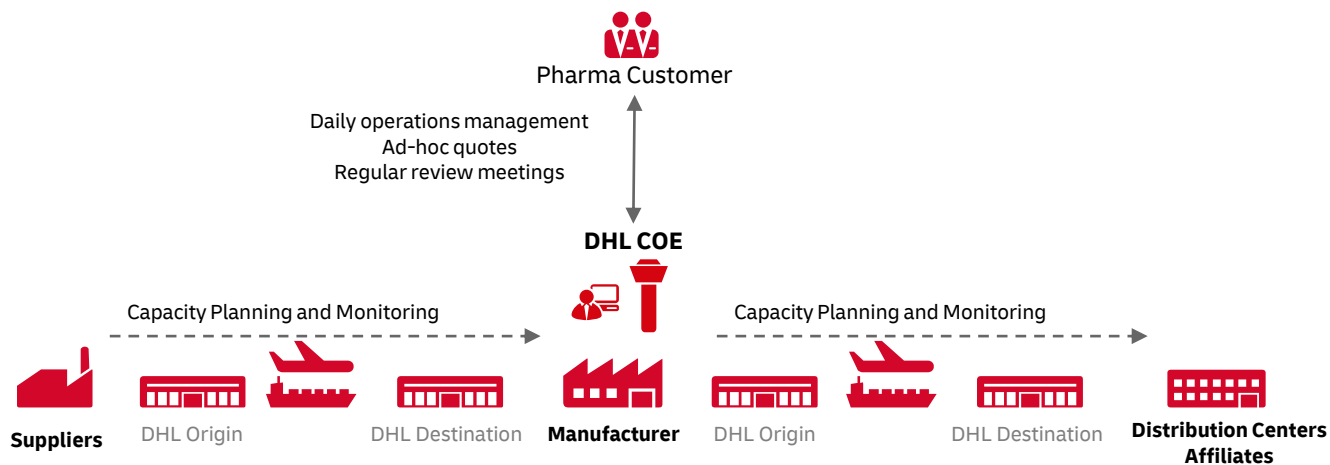 Pharma Customer
Daily operations management
Ad-hoc quotes
Regular review meetings
DHL COE
Capacity Planning and Monitoring
Capacity Planning and Monitoring
Suppliers
DHL Origin
DHL Destination
Manufacturer
DHL Origin
DHL Destination
Distribution Centers
Affiliates